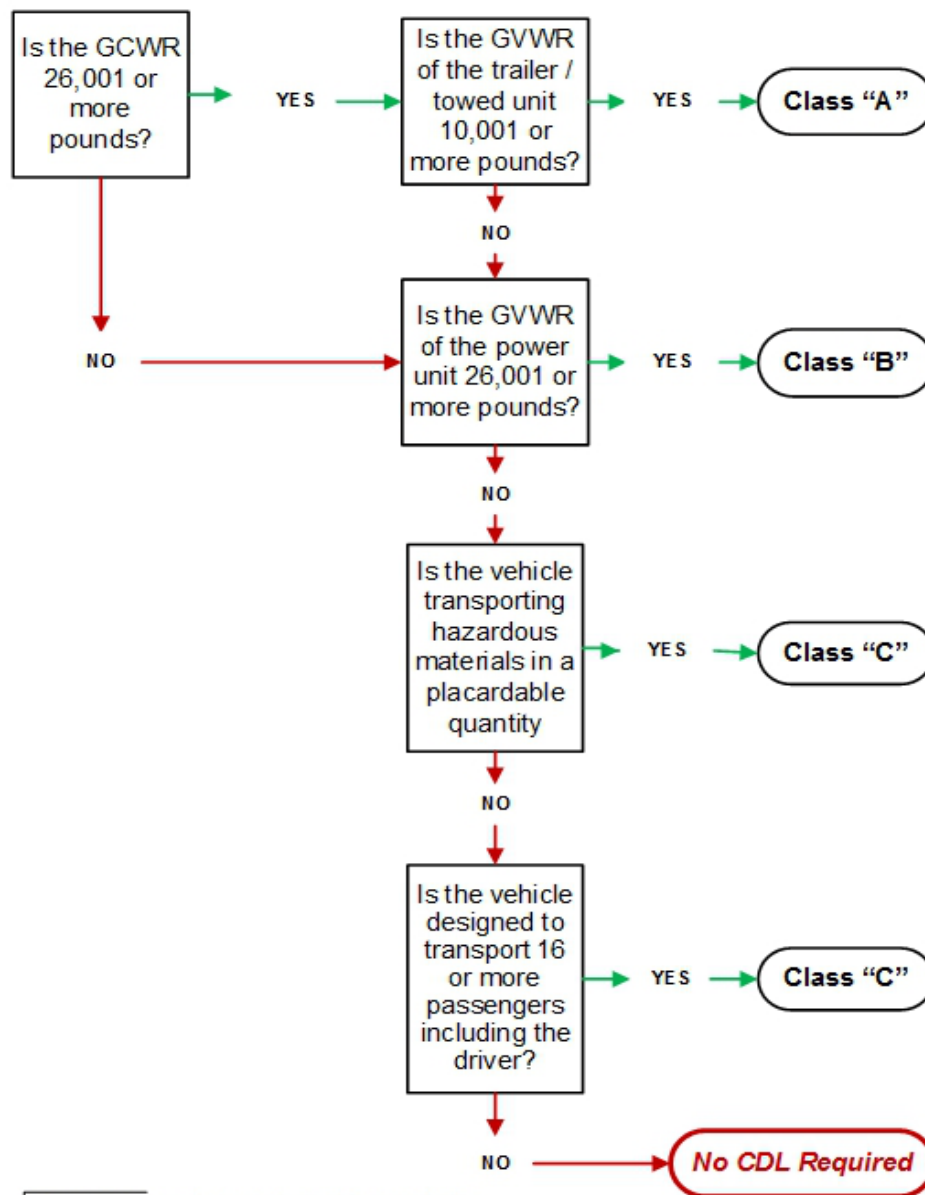 Is the GCWR
26,001 or
more
pounds?
YES
Is the GVWR
of the trailer /
towed unit
10,001 or
more pounds?
YES
Class “A”
NO
NO
Is the GVWR
of the power
unit 26,001 or
more pounds?
YES
Class “B”
NO
Is the vehicle
transporting
hazardous
materials in a
placardable
quantity
YES
Class “C”
NO
Is the vehicle
designed to
transport 16
or more
passengers
including the
driver?
YES
Class “C”
NO
No CDL Required